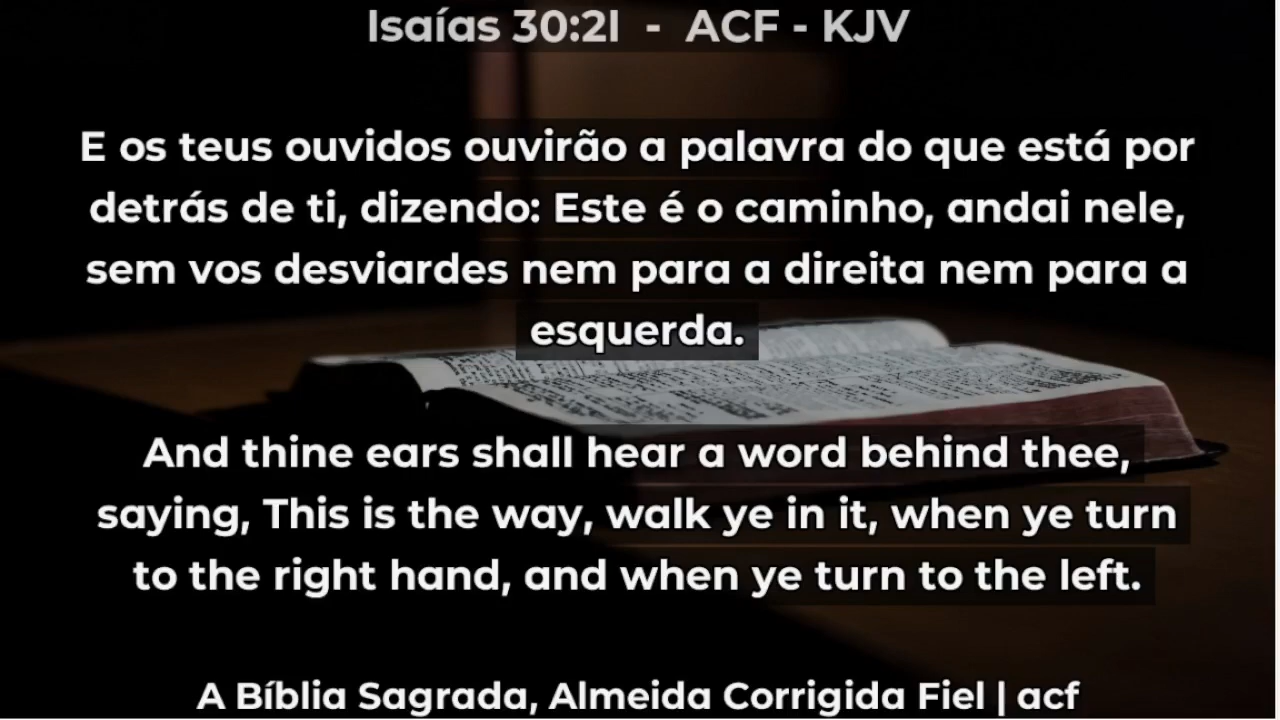 Isaías 30:21 - ACF - KJV
E os teus ouvidos ouvirão a palavra do que está por
detrás de ti, dizendo: Este é o caminho, andai nele,
sem vos desviardes nem para a direita nem para a
esquerda.
And thine ears shall hear a word behind thee,
saying, This is the way, walk ye in it, when ye turn
to the right hand, and when ye turn to the left.
A Bíblia Sagrada, Almeida Corrigida Fiel | acf